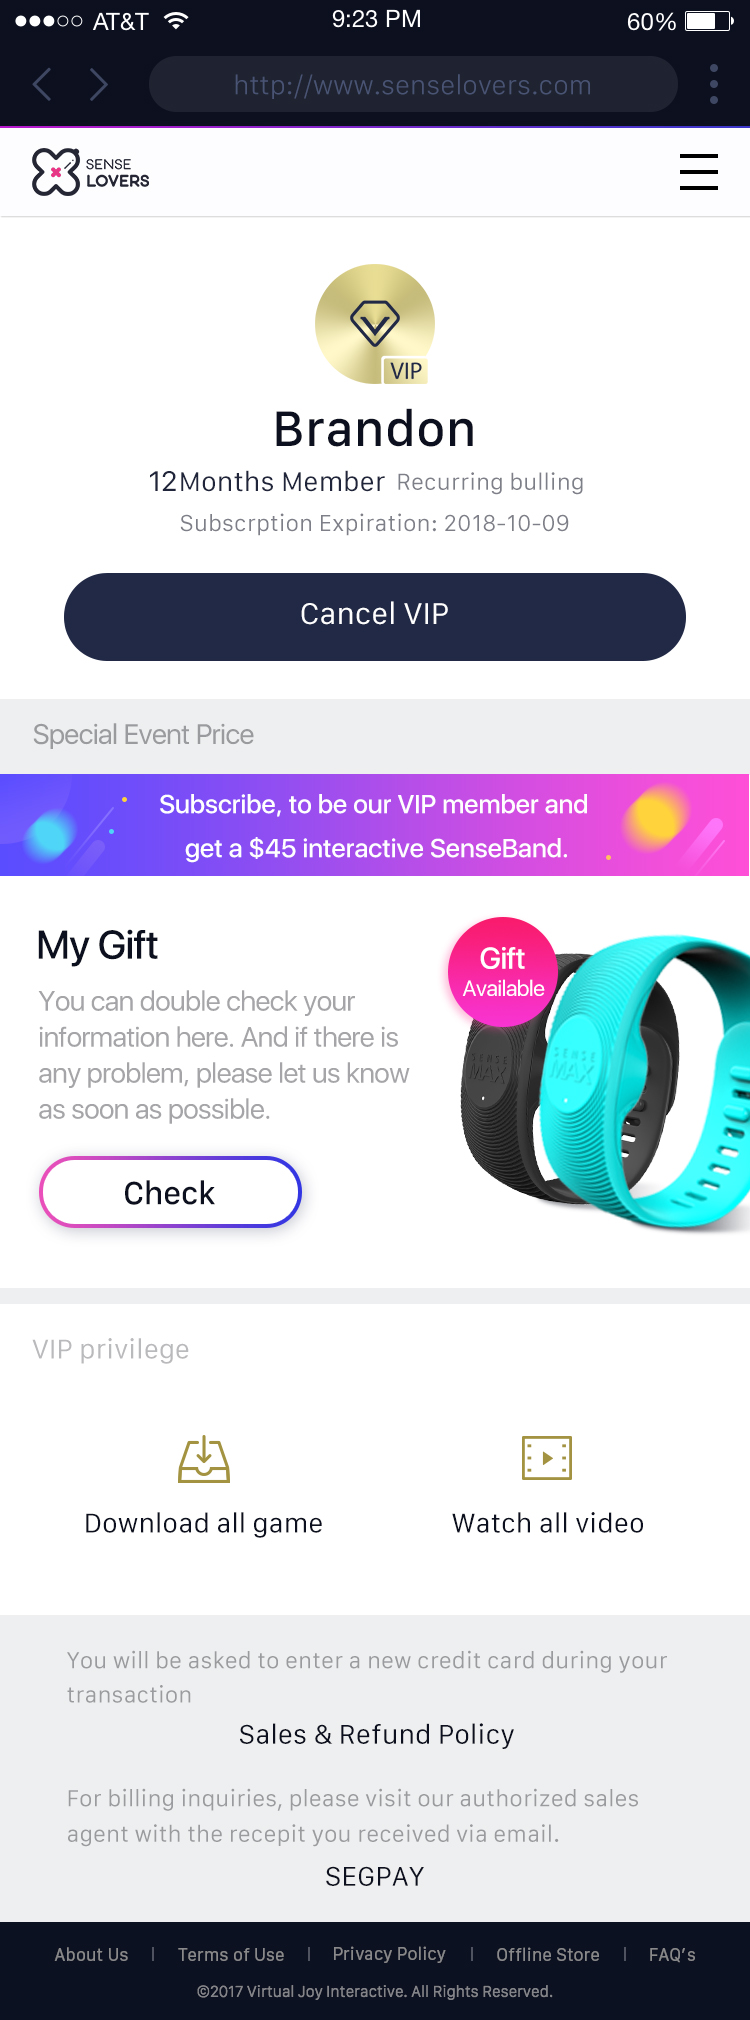 AT&T 9:23 PM 60%
http://www.senselovers.com
SENSE
LOVERS
VIP
Brandon
12Months Member Recurring bulling
Subscrption Expiration: 2018-10-09
Cancel VIP
Special Event Price
Subscribe, to be our VIP member and
get a $45 interactive SenseBand.
My Gift
Gift
Available
You can double check your
information here. And if there is
any problem, please let us know
as soon as possible.
SENSE
MAX
SENSE
MAX
Check
VIP privilege
Download all game Watch all video
You will be asked to enter a new credit card during your
transaction
Sales & Refund Policy
For billing inquiries, please visit our authorized sales
agent with the recepit you received via email.
SEGPAY
About Us | Terms of Use | Privacy Policy | Offline Store | FAQ's
©2017 Virtual Joy Interactive. All Rights Reserved.